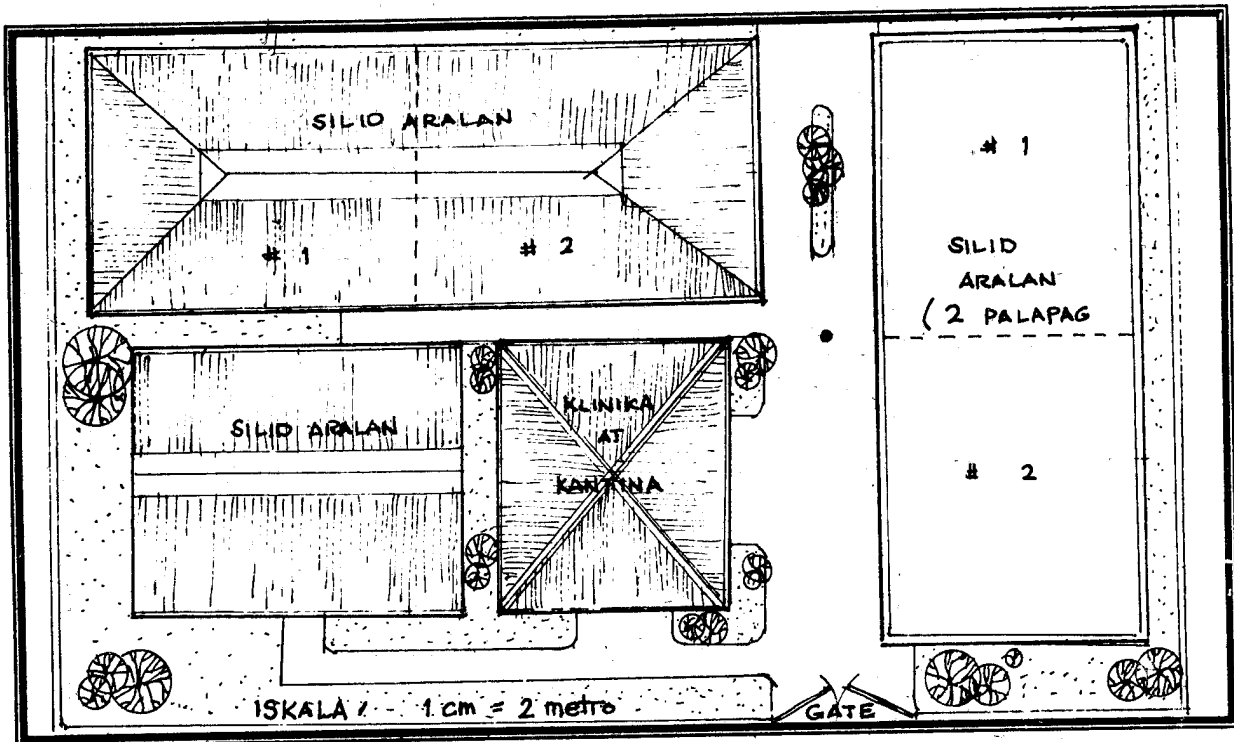 SILID ARALAN
# 1
# 2
# 1
SILID
ARALAN
( 2 PALAPAG
# 2
SILID ARALAN
KLINIKA
AT
KANTINA
ISKALA: 1 cm = 2 metro
GATE